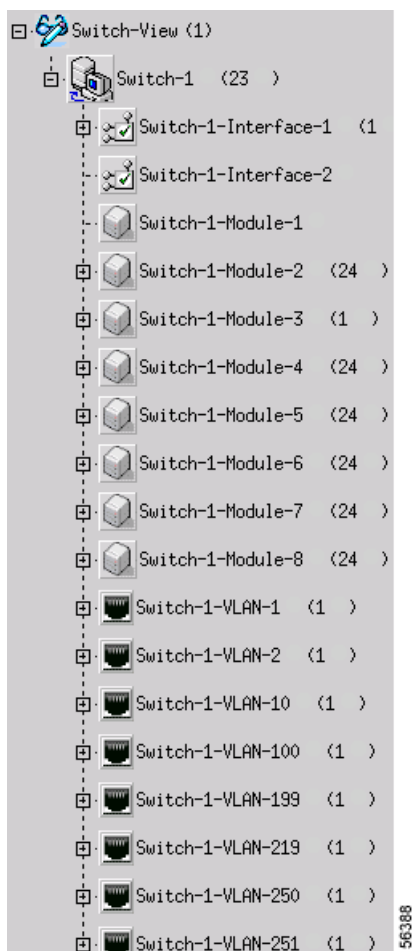 Switch-View (1)
Switch-1 (23 )
Switch-1-Interface-1 (1
Switch-1-Interface-2
Switch-1-Module-1
Switch-1-Module-2 (24 )
Switch-1-Module-3 (1 )
Switch-1-Module-4 (24 )
Switch-1-Module-5 (24 )
Switch-1-Module-6 (24 )
Switch-1-Module-7 (24 )
Switch-1-Module-8 (24 )
Switch-1-VLAN-1 (1 )
Switch-1-VLAN-2 (1 )
Switch-1-VLAN-10 (1 )
Switch-1-VLAN-100 (1 )
Switch-1-VLAN-199 (1 )
Switch-1-VLAN-219 (1 )
Switch-1-VLAN-250 (1 )
Switch-1-VLAN-251 (1 )
56388